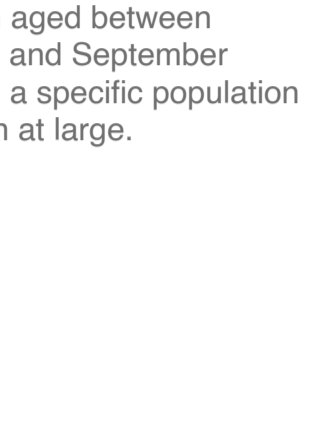 aged between
and September
a specific population
at large.